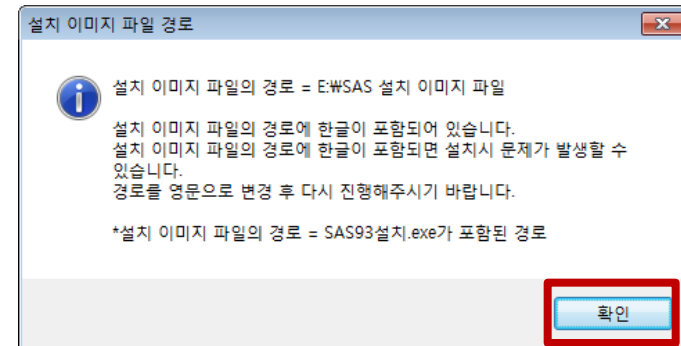 설치 이미지 파일 경로
설치 이미지 파일의 경로 = E:₩SAS 설치 이미지 파일
설치 이미지 파일의 경로에 한글이 포함되어 있습니다.
설치 이미지 파일의 경로에 한글이 포함되면 설치시 문제가 발생할 수
있습니다.
경로를 영문으로 변경 후 다시 진행해주시기 바랍니다.
*설치 이미지 파일의 경로 = SAS93설치.exe가 포함된 경로
확인